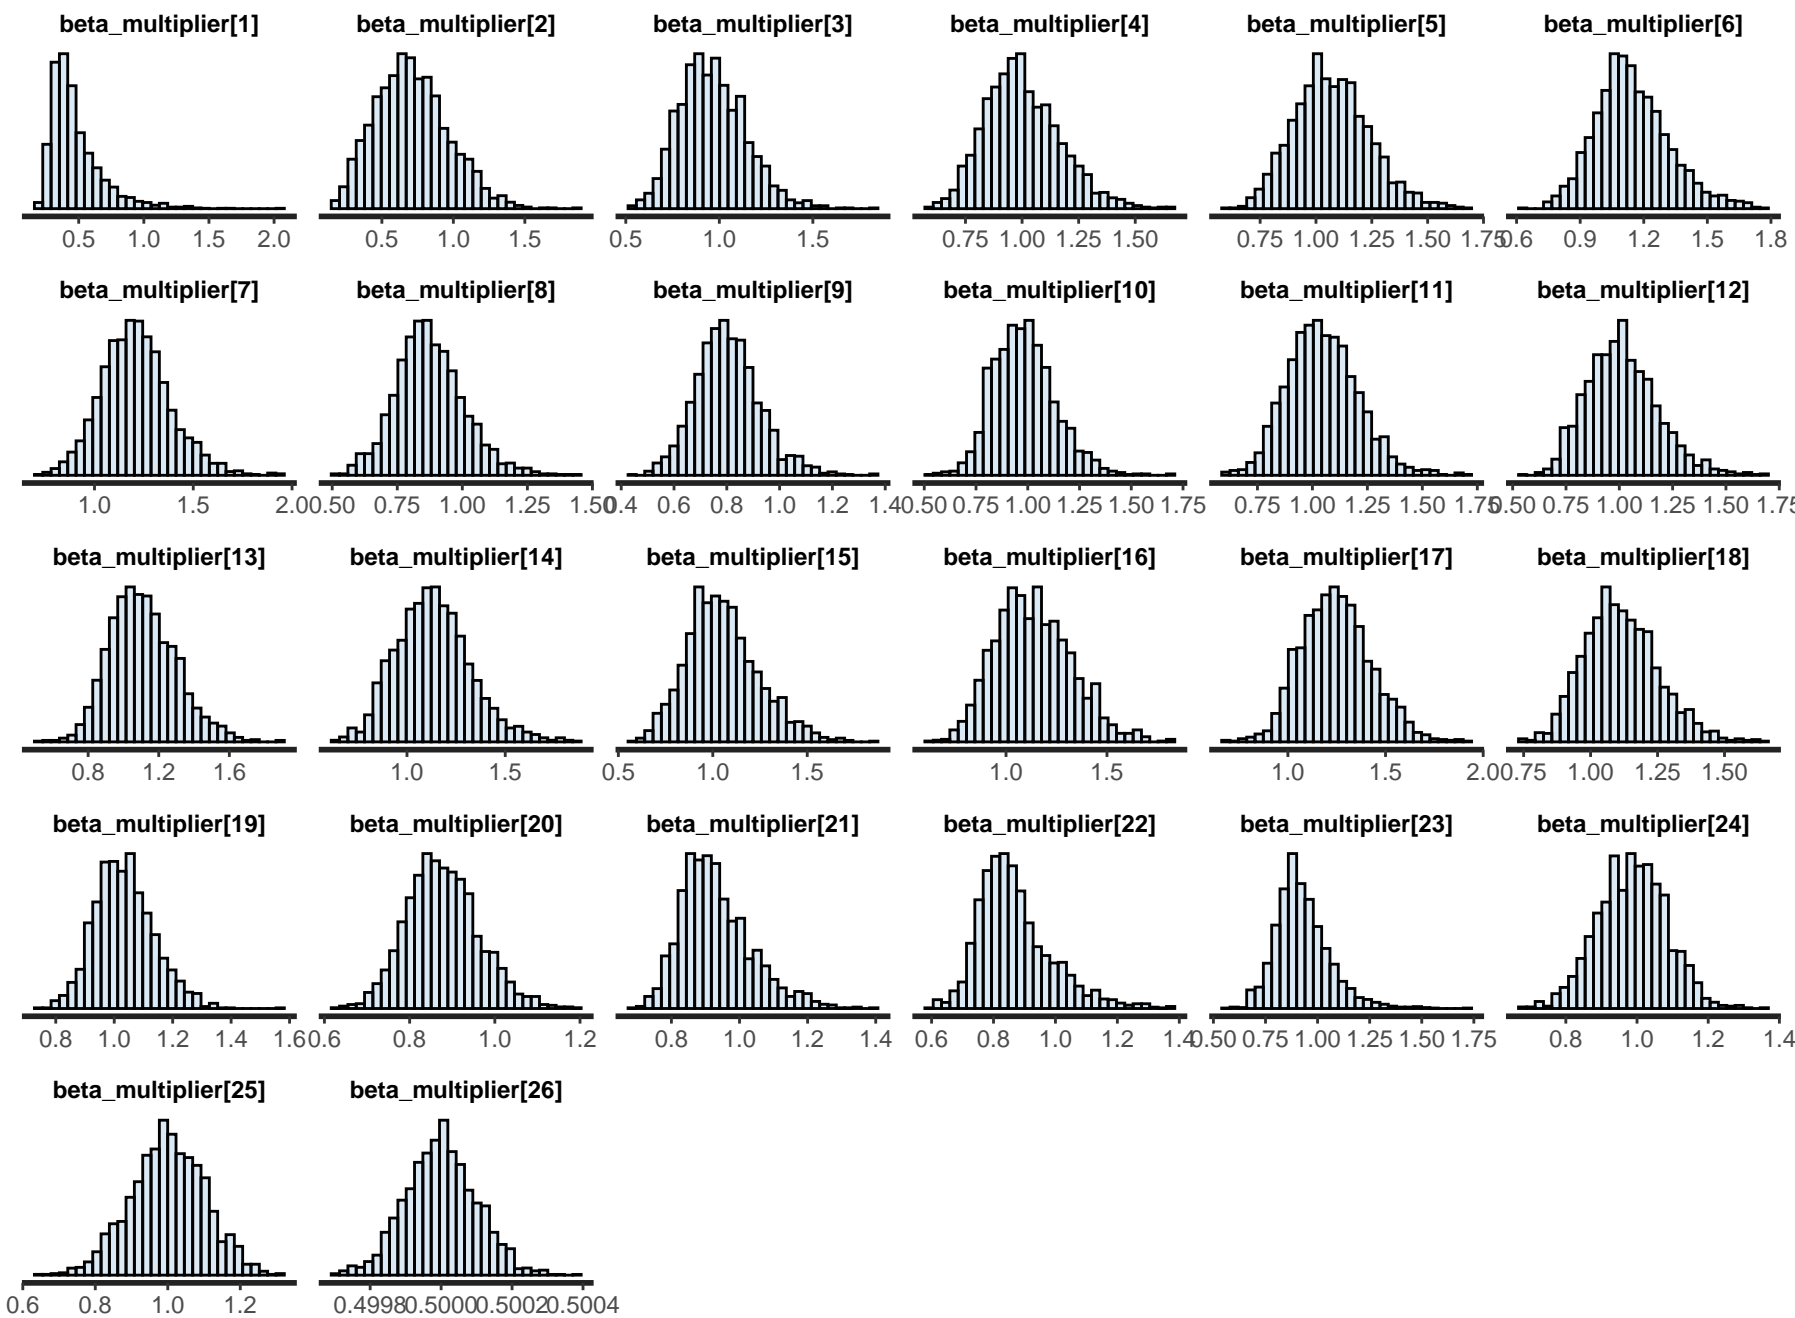 beta_multiplier[1] beta_multiplier[2] beta_multiplier[3] beta_multiplier[4] beta_multiplier[5] beta_multiplier[6]
0.5 1.0 1.5 2.0 0.5 1.0 1.5 0.5 1.0 1.5 0.75 1.00 1.25 1.50 0.75 1.00 1.25 1.50 1.75 0.6 0.9 1.2 1.5 1.8
beta_multiplier[7] beta_multiplier[8] beta_multiplier[9] beta_multiplier[10] beta_multiplier[11] beta_multiplier[12]
1.0 1.5 2.0 0.50 0.75 1.00 1.25 1.50 0.4 0.6 0.8 1.0 1.2 1.4 0.50 0.75 1.00 1.25 1.50 1.75 0.75 1.00 1.25 1.50 1.75 0.50 0.75 1.00 1.25 1.50 1.75
beta_multiplier[13] beta_multiplier[14] beta_multiplier[15] beta_multiplier[16] beta_multiplier[17] beta_multiplier[18]
0.8 1.2 1.6 1.0 1.5 0.5 1.0 1.5 1.0 1.5 1.0 1.5 2.0 0.75 1.00 1.25 1.50
beta_multiplier[19] beta_multiplier[20] beta_multiplier[21] beta_multiplier[22] beta_multiplier[23] beta_multiplier[24]
0.8 1.0 1.2 1.4 1.6 0.6 0.8 1.0 1.2 0.8 1.0 1.2 1.4 0.6 0.8 1.0 1.2 1.4 0.50 0.75 1.00 1.25 1.50 1.75 0.8 1.0 1.2 1.4
beta_multiplier[25] beta_multiplier[26]
0.6 0.8 1.0 1.2 0.4998 0.5000 0.5002 0.5004